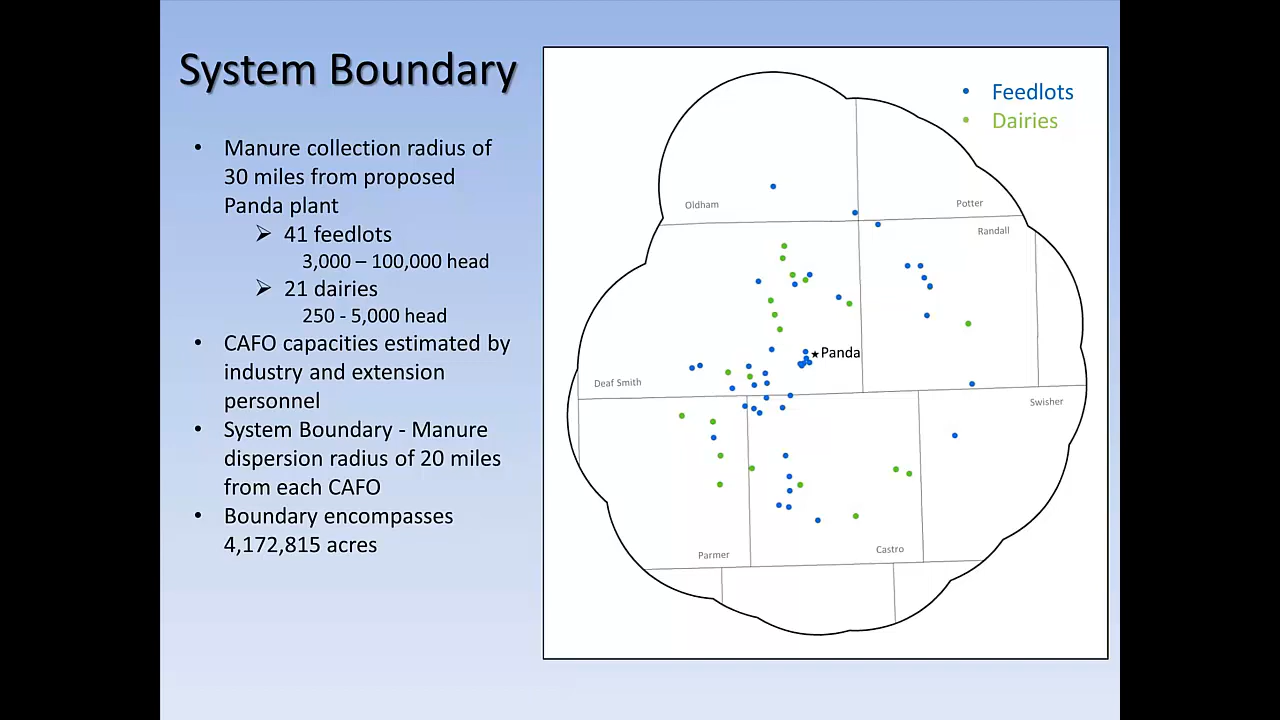 System Boundary
• Manure collection radius of
30 miles from proposed
Panda plant
➢ 41 feedlots
3,000 – 100,000 head
➢ 21 dairies
250 - 5,000 head
• CAFO capacities estimated by
industry and extension
personnel
• System Boundary - Manure
dispersion radius of 20 miles
from each CAFO
• Boundary encompasses
4,172,815 acres
Feedlots
Dairies
Oldham
Potter
Randall
Panda
Deaf Smith
Swisher
Parmer
Castro